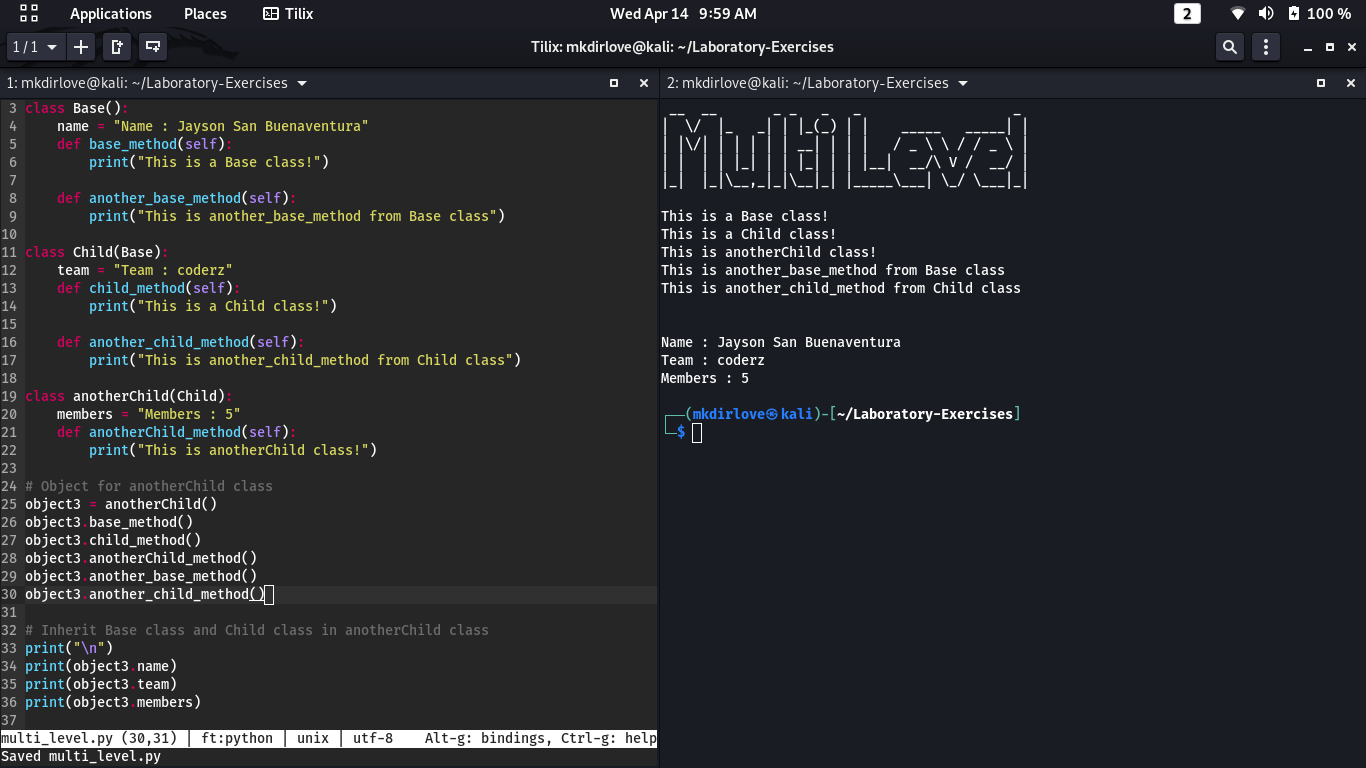 Applications Places Tilix Wed Apr 14 9:59 AM 2 100 %
1 / 1 Tilix: mkdirlove@kali: ~/Laboratory-Exercises
1: mkdirlove@kali: ~/Laboratory-Exercises
3 class Base():
4     name = "Name : Jayson San Buenaventura"
5     def base_method(self):
6         print("This is a Base class!")
7
8     def another_base_method(self):
9         print("This is another_base_method from Base class")
10
11 class Child(Base):
12     team = "Team : coderz"
13     def child_method(self):
14         print("This is a Child class!")
15
16     def another_child_method(self):
17         print("This is another_child_method from Child class")
18
19 class anotherChild(Child):
20     members = "Members : 5"
21     def anotherChild_method(self):
22         print("This is anotherChild class!")
23
24 # Object for anotherChild class
25 object3 = anotherChild()
26 object3.base_method()
27 object3.child_method()
28 object3.anotherChild_method()
29 object3.another_base_method()
30 object3.another_child_method()
31
32 # Inherit Base class and Child class in anotherChild class
33 print("\n")
34 print(object3.name)
35 print(object3.team)
36 print(object3.members)
37
multi_level.py (30,31) | ft:python | unix | utf-8 Alt-g: bindings, Ctrl-g: help
Saved multi_level.py
2: mkdirlove@kali: ~/Laboratory-Exercises
This is a Base class!
This is a Child class!
This is anotherChild class!
This is another_base_method from Base class
This is another_child_method from Child class
Name : Jayson San Buenaventura
Team : coderz
Members : 5
┌──(mkdirlove㉿kali)-[~/Laboratory-Exercises]
└─$